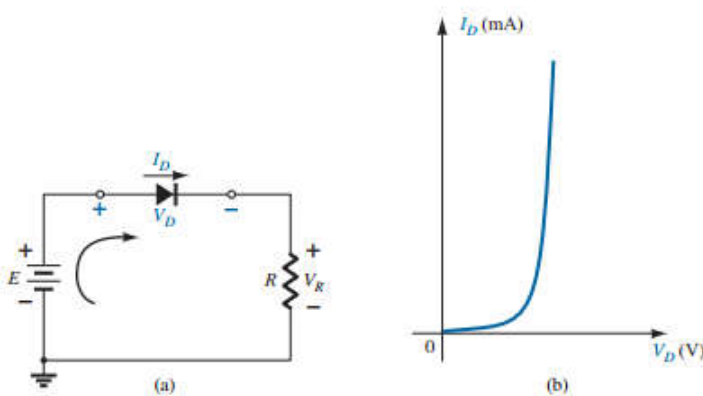 I_D
+ V_D −
+
E
−
+
R V_R
−
(a)
I_D (mA)
0
V_D (V)
(b)